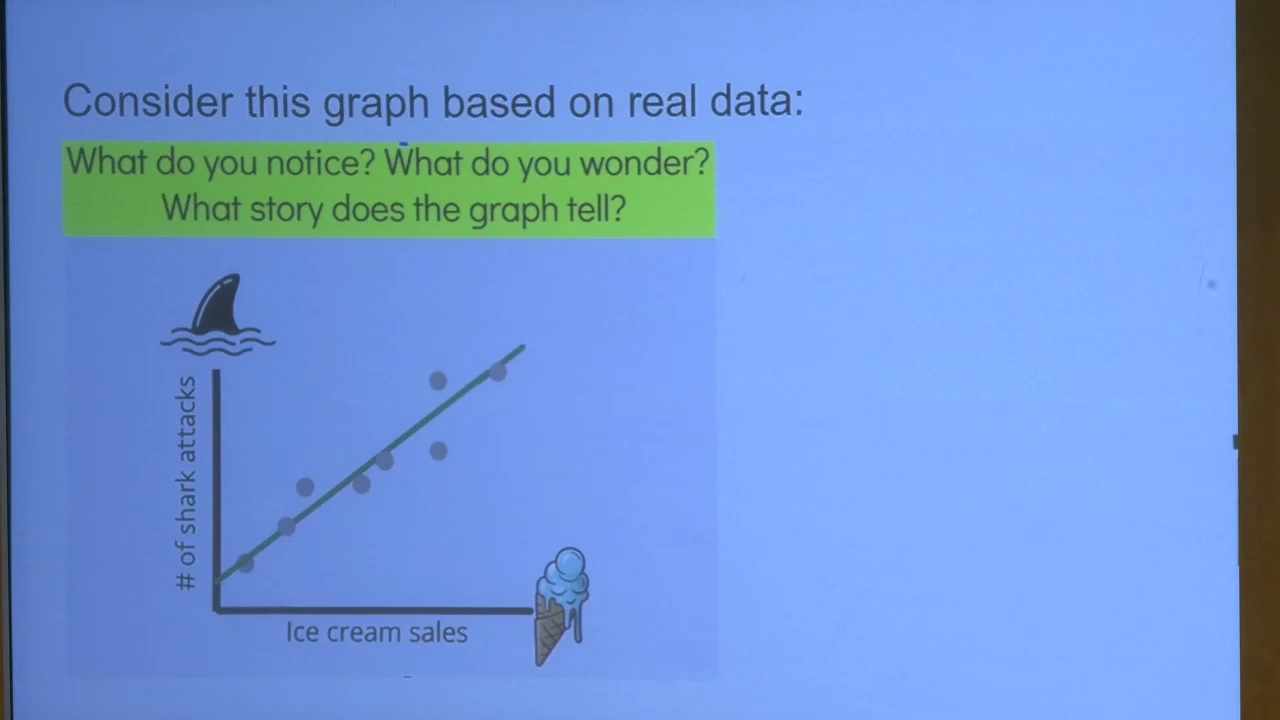 Consider this graph based on real data:
What do you notice? What do you wonder?
What story does the graph tell?
# of shark attacks
Ice cream sales